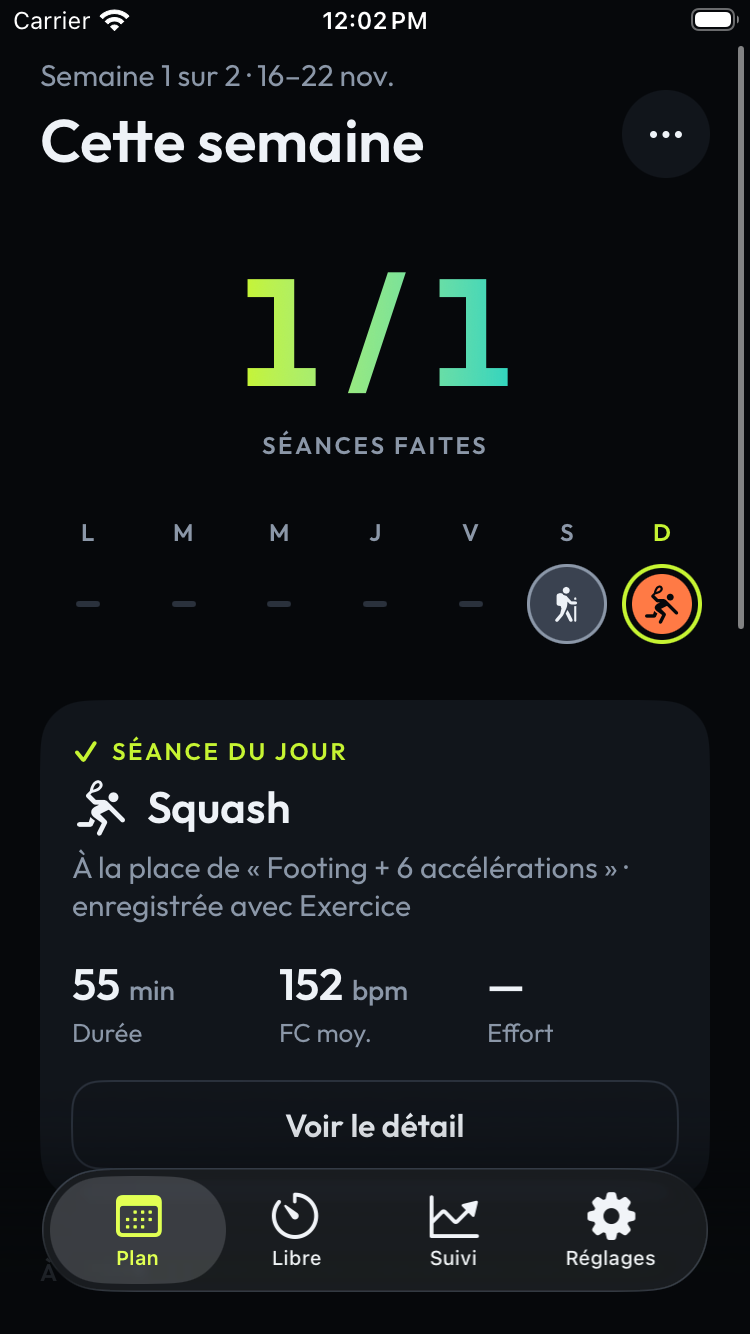 Carrier 12:02 PM
Semaine 1 sur 2 · 16–22 nov.
Cette semaine
1/1
SÉANCES FAITES
L M M J V S D
SÉANCE DU JOUR
Squash
À la place de « Footing + 6 accélérations » ·
enregistrée avec Exercice
55 min 152 bpm —
Durée FC moy. Effort
Voir le détail
Plan Libre Suivi Réglages